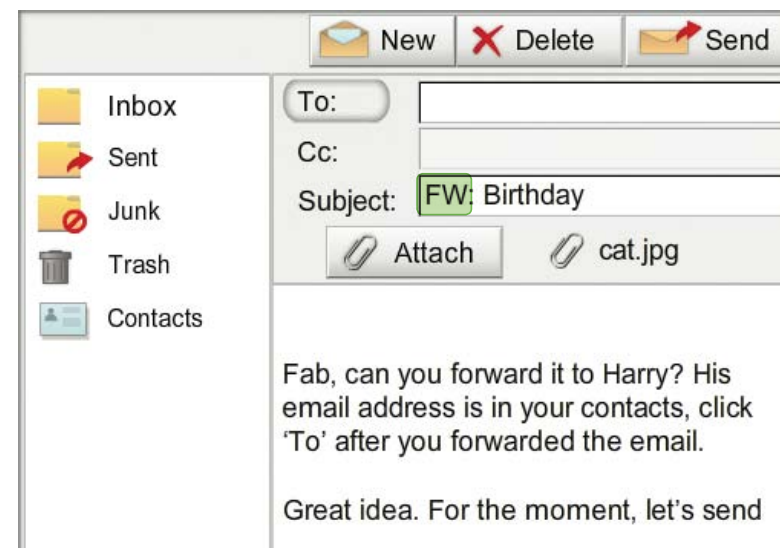 New Delete Send
Inbox
Sent
Junk
Trash
Contacts
To:
Cc:
Subject: FW: Birthday
Attach cat.jpg
Fab, can you forward it to Harry? His
email address is in your contacts, click
‘To’ after you forwarded the email.
Great idea. For the moment, let’s send